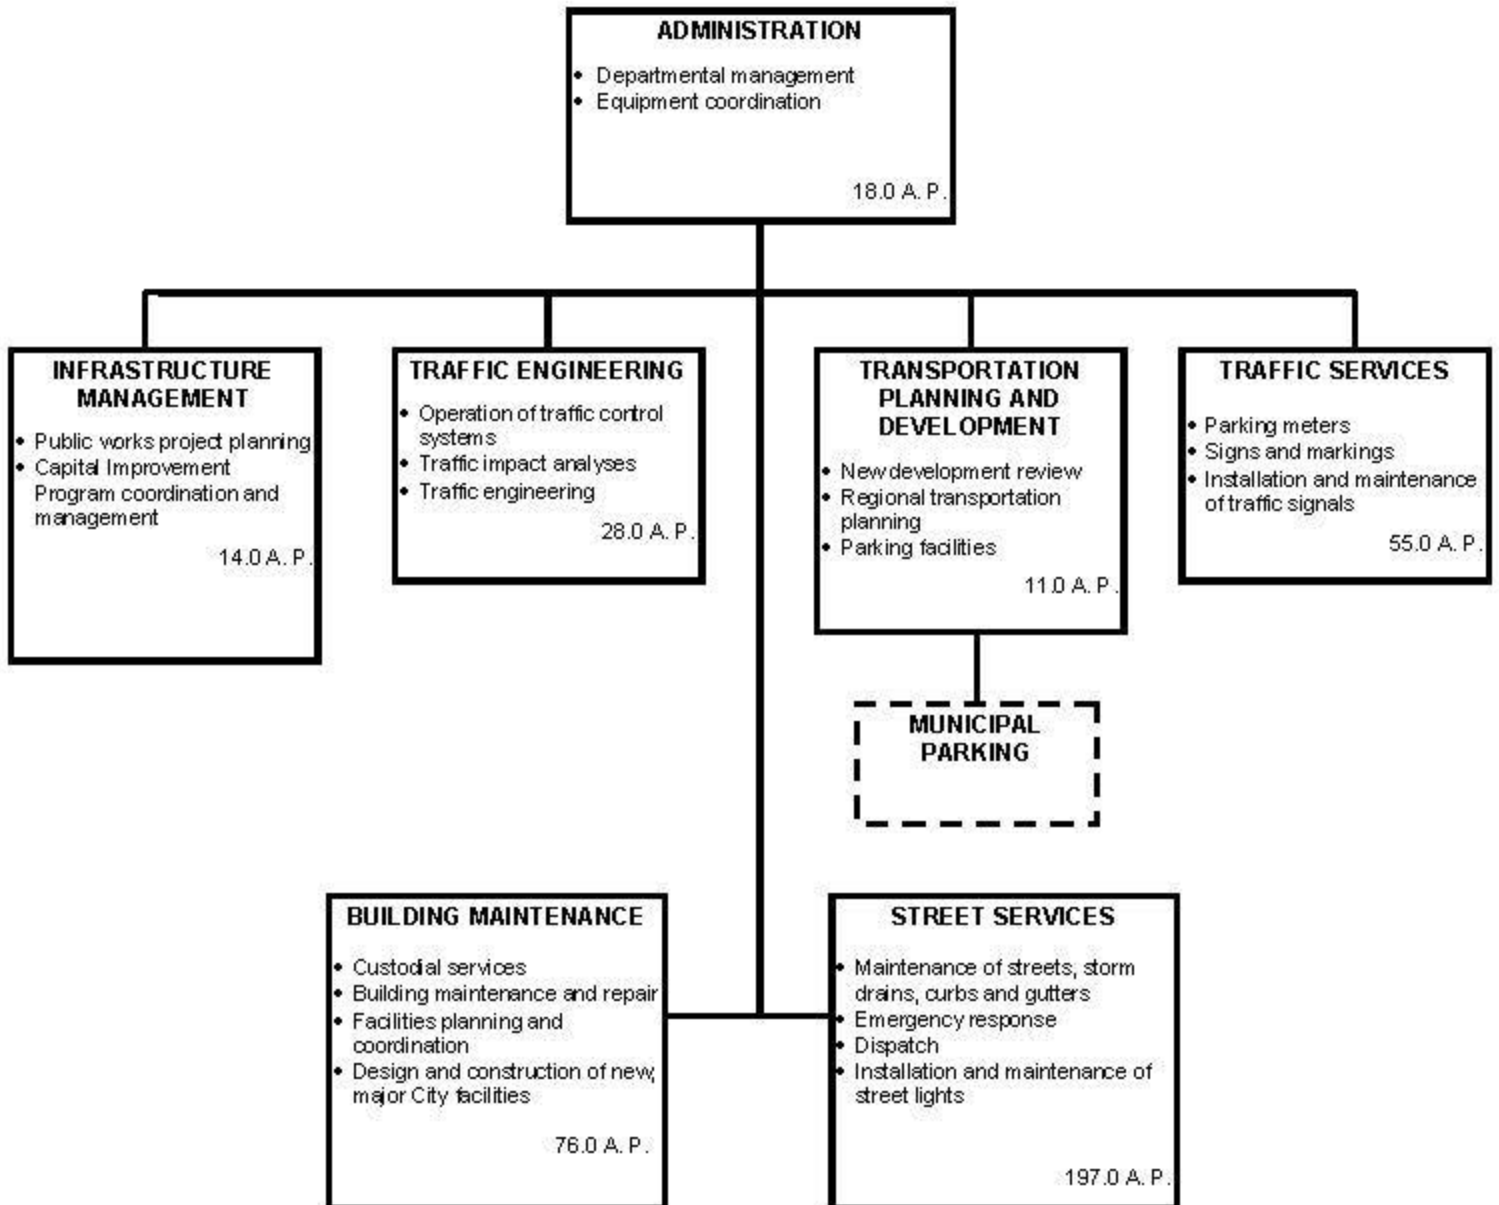 ADMINISTRATION
• Departmental management
• Equipment coordination
18.0 A. P.
INFRASTRUCTURE
MANAGEMENT
• Public works project planning
• Capital Improvement
Program coordination and
management
14.0 A. P.
TRAFFIC ENGINEERING
• Operation of traffic control
systems
• Traffic impact analyses
• Traffic engineering
28.0 A. P.
TRANSPORTATION
PLANNING AND
DEVELOPMENT
• New development review
• Regional transportation
planning
• Parking facilities
11.0 A. P.
TRAFFIC SERVICES
• Parking meters
• Signs and markings
• Installation and maintenance
of traffic signals
55.0 A. P.
MUNICIPAL
PARKING
BUILDING MAINTENANCE
• Custodial services
• Building maintenance and repair
• Facilities planning and
coordination
• Design and construction of new,
major City facilities
76.0 A. P.
STREET SERVICES
• Maintenance of streets, storm
drains, curbs and gutters
• Emergency response
• Dispatch
• Installation and maintenance of
street lights
197.0 A. P.